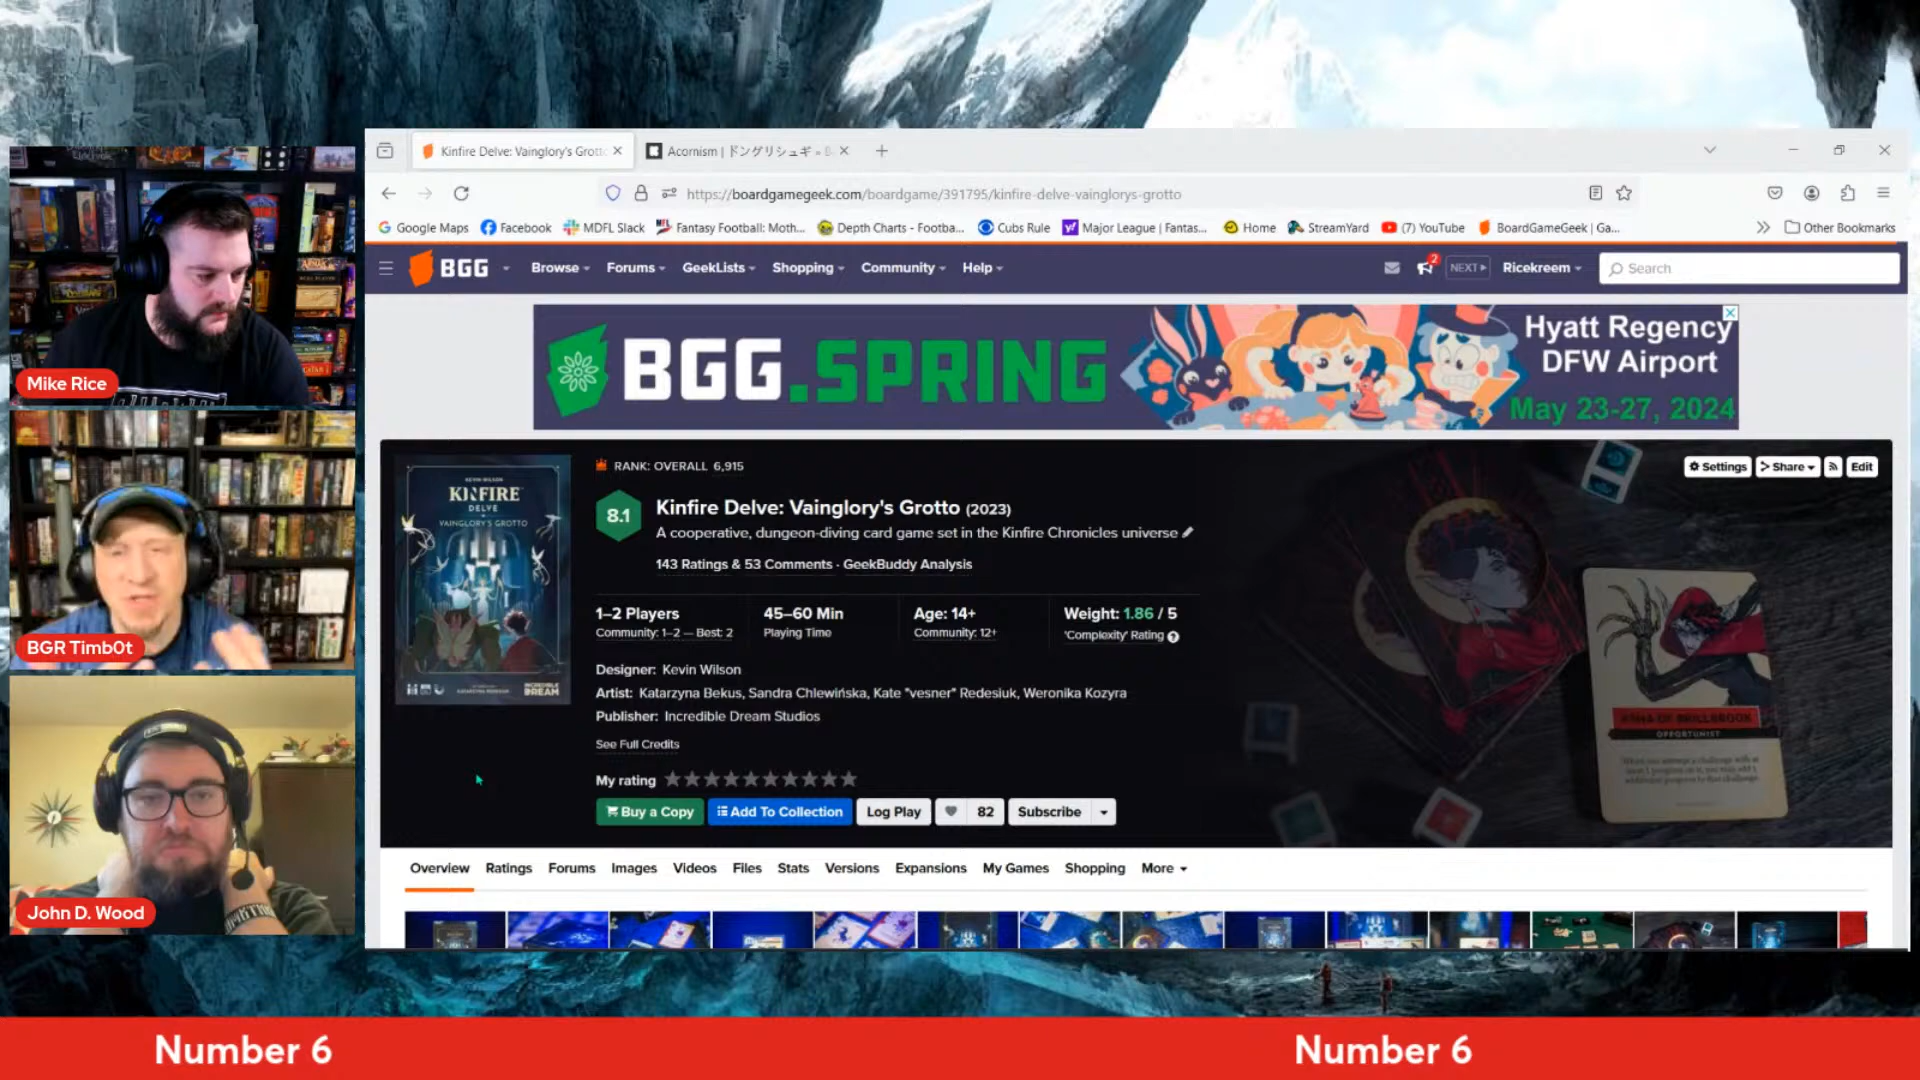 Kinfire Delve: Vainglory's Grotto
Acornism | ドングリシュギ » B
https://boardgamegeek.com/boardgame/391795/kinfire-delve-vainglorys-grotto
Google Maps
Facebook
MDFL Slack
Fantasy Football: Moth...
Depth Charts - Footba...
Cubs Rule
Major League | Fantas...
Home
StreamYard
(7) YouTube
BoardGameGeek | Ga...
Other Bookmarks
BGG
Browse
Forums
GeekLists
Shopping
Community
Help
2
NEXT
Ricekreem
Search
BGG.SPRING
Hyatt Regency
DFW Airport
May 23-27, 2024
Mike Rice
BGR Timb0t
John D. Wood
KEVIN WILSON
KINFIRE
DELVE
VAINGLORY'S GROTTO
INCREDIBLE
DREAM
RANK: OVERALL 6,915
Settings
Share
Edit
8.1
Kinfire Delve: Vainglory's Grotto (2023)
A cooperative, dungeon-diving card game set in the Kinfire Chronicles universe
143 Ratings & 53 Comments · GeekBuddy Analysis
1–2 Players
Community: 1–2 — Best: 2
45–60 Min
Playing Time
Age: 14+
Community: 12+
Weight: 1.86 / 5
'Complexity' Rating
Designer: Kevin Wilson
Artist: Katarzyna Bekus, Sandra Chlewińska, Kate "vesner" Redesiuk, Weronika Kozyra
Publisher: Incredible Dream Studios
See Full Credits
My rating
Buy a Copy
Add To Collection
Log Play
82
Subscribe
OPPORTUNIST
Overview
Ratings
Forums
Images
Videos
Files
Stats
Versions
Expansions
My Games
Shopping
More
Number 6
Number 6